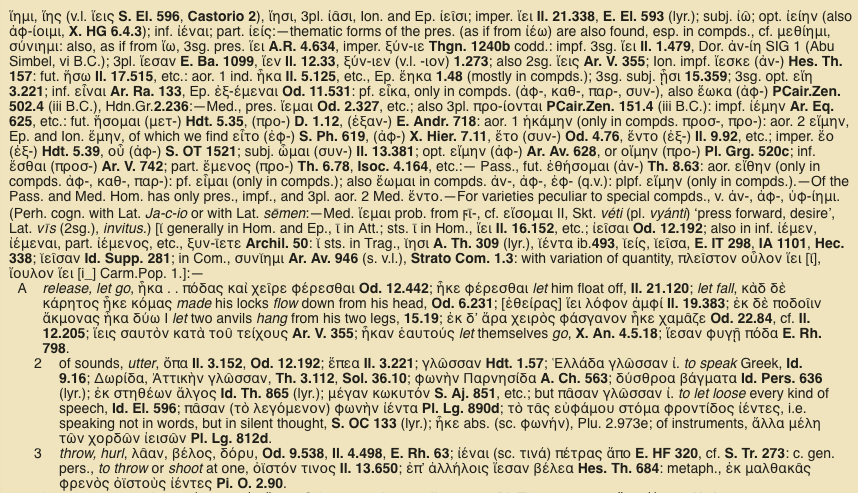 ἵημι, ἵης (v.l. ἵεις S. El. 596, Castorio 2), ἵησι, 3pl. ἱᾶσι, Ion. and Ep. ἱεῖσι; imper. ἵει Il. 21.338, E. El. 593 (lyr.); subj. ἱῶ; opt. ἱείην (also
ἀφ-ίοιμι, X. HG 6.4.3); inf. ἱέναι; part. ἱείς:—thematic forms of the pres. (as if from ἱέω) are also found, esp. in compds., cf. μεθίημι,
σύνιημι: also, as if from ἵω, 3sg. pres. ἵει A.R. 4.634, imper. ξύν-ιε Thgn. 1240b codd.: impf. 3sg. ἵει Il. 1.479, Dor. ἀν-ίη SIG 1 (Abu
Simbel, vi B.C.); 3pl. ἵεσαν E. Ba. 1099, ἵεν Il. 12.33, ξύν-ιεν (v.l. -ιον) 1.273; also 2sg. ἵεις Ar. V. 355; Ion. impf. ἵεσκε (ἀν-) Hes. Th.
157: fut. ἥσω Il. 17.515, etc.: aor. 1 ind. ἧκα Il. 5.125, etc., Ep. ἕηκα 1.48 (mostly in compds.); 3sg. subj. ᾗσι 15.359; 3sg. opt. εἵη
3.221; inf. εἷναι Ar. Ra. 133, Ep. ἐξ-έμεναι Od. 11.531: pf. εἷκα, only in compds. (ἀφ-, καθ-, παρ-, συν-), also ἕωκα (ἀφ-) PCair.Zen.
502.4 (iii B.C.), Hdn.Gr.2.236:—Med., pres. ἵεμαι Od. 2.327, etc.; also 3pl. προ-ίονται PCair.Zen. 151.4 (iii B.C.): impf. ἱέμην Ar. Eq.
625, etc.: fut. ἥσομαι (μετ-) Hdt. 5.35, (προ-) D. 1.12, (ἐξαν-) E. Andr. 718: aor. 1 ἡκάμην (only in compds. προσ-, προ-): aor. 2 εἵμην,
Ep. and Ion. ἕμην, of which we find εἷτο (ἐφ-) S. Ph. 619, (ἀφ-) X. Hier. 7.11, ἕτο (συν-) Od. 4.76, ἕντο (ἐξ-) Il. 9.92, etc.; imper. ἕο
(ἐξ-) Hdt. 5.39, οὗ (ἀφ-) S. OT 1521; subj. ὧμαι (συν-) Il. 13.381; opt. εἵμην (ἀφ-) Ar. Av. 628, or οἵμην (προ-) Pl. Grg. 520c; inf.
ἕσθαι (προσ-) Ar. V. 742; part. ἕμενος (προ-) Th. 6.78, Isoc. 4.164, etc.:— Pass., fut. ἑθήσομαι (ἀν-) Th. 8.63: aor. εἵθην (only in
compds. ἀφ-, καθ-, παρ-): pf. εἷμαι (only in compds.); also ἕωμαι in compds. ἀν-, ἀφ-, ἐφ- (q.v.): plpf. εἵμην (only in compds.).—Of the
Pass. and Med. Hom. has only pres., impf., and 3pl. aor. 2 Med. ἕντο.—For varieties peculiar to special compds., v. ἀν-, ἀφ-, ὑφ-ίημι.
(Perh. cogn. with Lat. Ja-c-io or with Lat. sēmen:—Med. ἵεμαι prob. from ϝῑ-, cf. εἴσομαι II, Skt. véti (pl. vyánti) ‘press forward, desire’,
Lat. vīs (2sg.), invitus.) [ῐ generally in Hom. and Ep., ῑ in Att.; sts. ῑ in Hom., ἵει Il. 16.152, etc.; ἱεῖσαι Od. 12.192; also in inf. ἱέμεν,
ἱέμεναι, part. ἱέμενος, etc., ξυν-ίετε Archil. 50: ῐ sts. in Trag., ἵησι A. Th. 309 (lyr.), ἱέντα ib.493, ἱείς, ἱεῖσα, E. IT 298, IA 1101, Hec.
338; ἱεῖσαν Id. Supp. 281; in Com., συνίημι Ar. Av. 946 (s. v.l.), Strato Com. 1.3: with variation of quantity, πλεῖστον οὖλον ἵει [ῑ],
ἴουλον ἵει [i_] Carm.Pop. 1.]:—
A release, let go, ἧκα . . πόδας καὶ χεῖρε φέρεσθαι Od. 12.442; ἧκε φέρεσθαι let him float off, Il. 21.120; let fall, κὰδ δὲ
κάρητος ἧκε κόμας made his locks flow down from his head, Od. 6.231; [ἐθείρας] ἵει λόφον ἀμφί Il. 19.383; ἐκ δὲ ποδοῖιν
ἄκμονας ἧκα δύω I let two anvils hang from his two legs, 15.19; ἐκ δ’ ἄρα χειρὸς φάσγανον ἧκε χαμᾶζε Od. 22.84, cf. Il.
12.205; ἵεις σαυτὸν κατὰ τοῦ τείχους Ar. V. 355; ἧκαν ἑαυτούς let themselves go, X. An. 4.5.18; ἵεσαν φυγῇ πόδα E. Rh.
798.
2 of sounds, utter, ὄπα Il. 3.152, Od. 12.192; ἔπεα Il. 3.221; γλῶσσαν Hdt. 1.57; Ἑλλάδα γλῶσσαν ἱ. to speak Greek, Id.
9.16; Δωρίδα, Ἀττικὴν γλῶσσαν, Th. 3.112, Sol. 36.10; φωνὴν Παρνησίδα A. Ch. 563; δύσθροα βάγματα Id. Pers. 636
(lyr.); ἐκ στηθέων ἄλγος Id. Th. 865 (lyr.); μέγαν κωκυτόν S. Aj. 851, etc.; but πᾶσαν γλῶσσαν ἱ. to let loose every kind of
speech, Id. El. 596; πᾶσαν (τὸ λεγόμενον) φωνὴν ἱέντα Pl. Lg. 890d; τὸ τᾶς εὐφάμου στόμα φροντίδος ἱέντες, i.e.
speaking not in words, but in silent thought, S. OC 133 (lyr.); ἧκε abs. (sc. φωνήν), Plu. 2.973e; of instruments, ἄλλα μέλη
τῶν χορδῶν ἱεισῶν Pl. Lg. 812d.
3 throw, hurl, λᾶαν, βέλος, δόρυ, Od. 9.538, Il. 4.498, E. Rh. 63; ἱέναι (sc. τινά) πέτρας ἄπο E. HF 320, cf. S. Tr. 273: c. gen.
pers., to throw or shoot at one, ὀϊστόν τινος Il. 13.650; ἐπ’ ἀλλήλοις ἵεσαν βέλεα Hes. Th. 684: metaph., ἐκ μαλθακᾶς
φρενὸς ὀϊστοὺς ἱέντες Pi. O. 2.90.